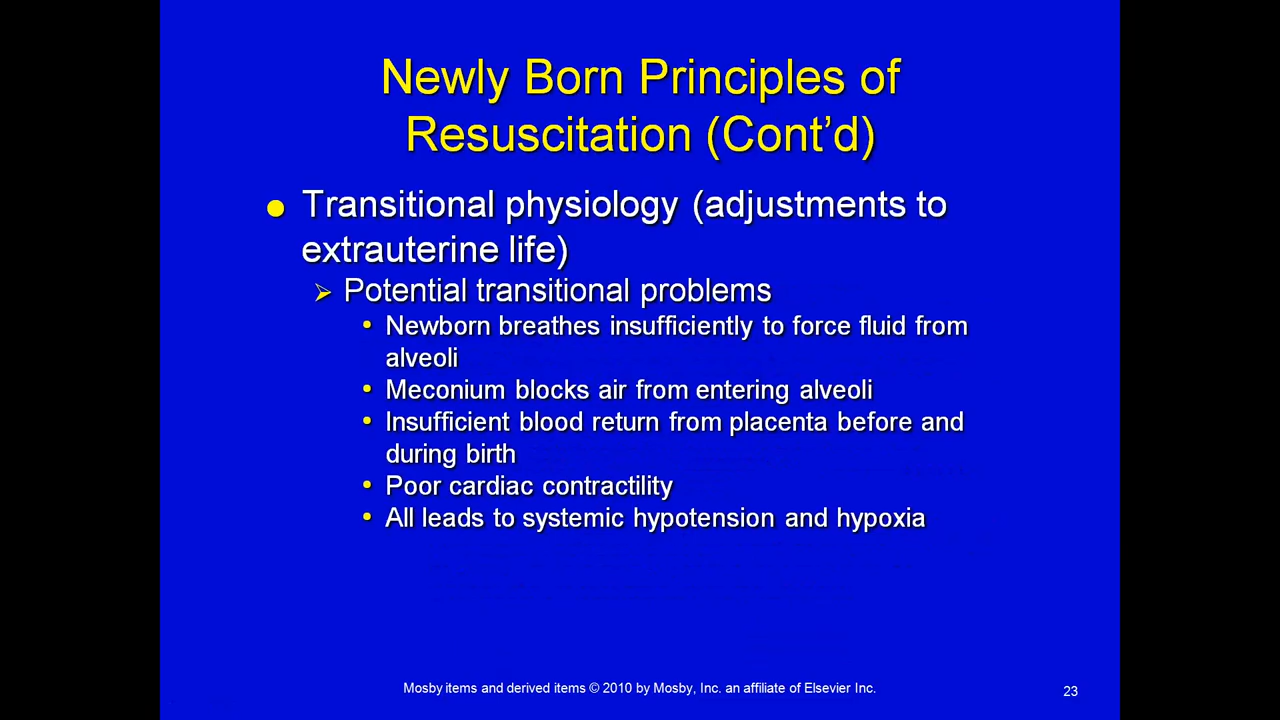 Newly Born Principles of
Resuscitation (Cont’d)
● Transitional physiology (adjustments to
extrauterine life)
➢ Potential transitional problems
• Newborn breathes insufficiently to force fluid from
alveoli
• Meconium blocks air from entering alveoli
• Insufficient blood return from placenta before and
during birth
• Poor cardiac contractility
• All leads to systemic hypotension and hypoxia
Mosby items and derived items © 2010 by Mosby, Inc. an affiliate of Elsevier Inc.
23